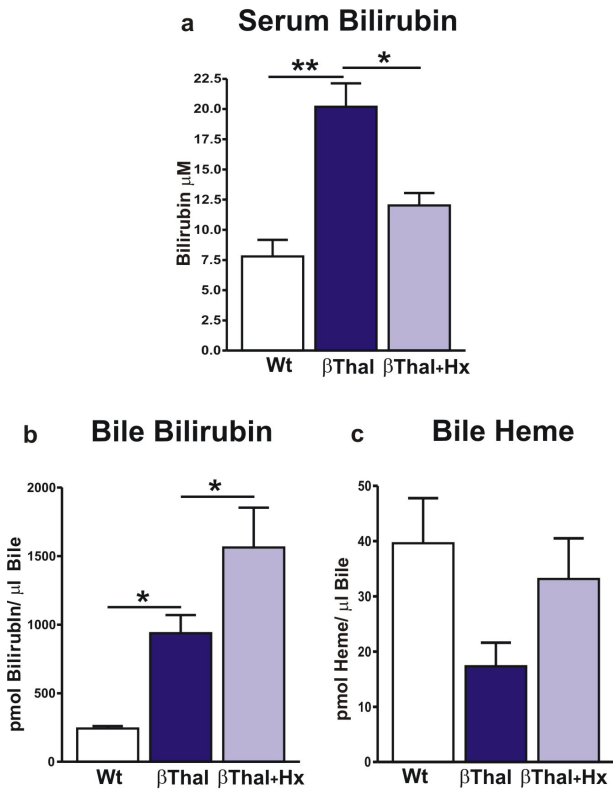 a Serum Bilirubin
** *
Bilirubin μM
22.5
20.0
17.5
15.0
12.5
10.0
7.5
5.0
2.5
0.0
Wt βThal βThal+Hx
b Bile Bilirubin
pmol Bilirubln/ μl Bile
2000
1500
1000
500
0
*
*
Wt βThal βThal+Hx
c Bile Heme
pmol Heme/ μl Bile
50
40
30
20
10
0
Wt βThal βThal+Hx